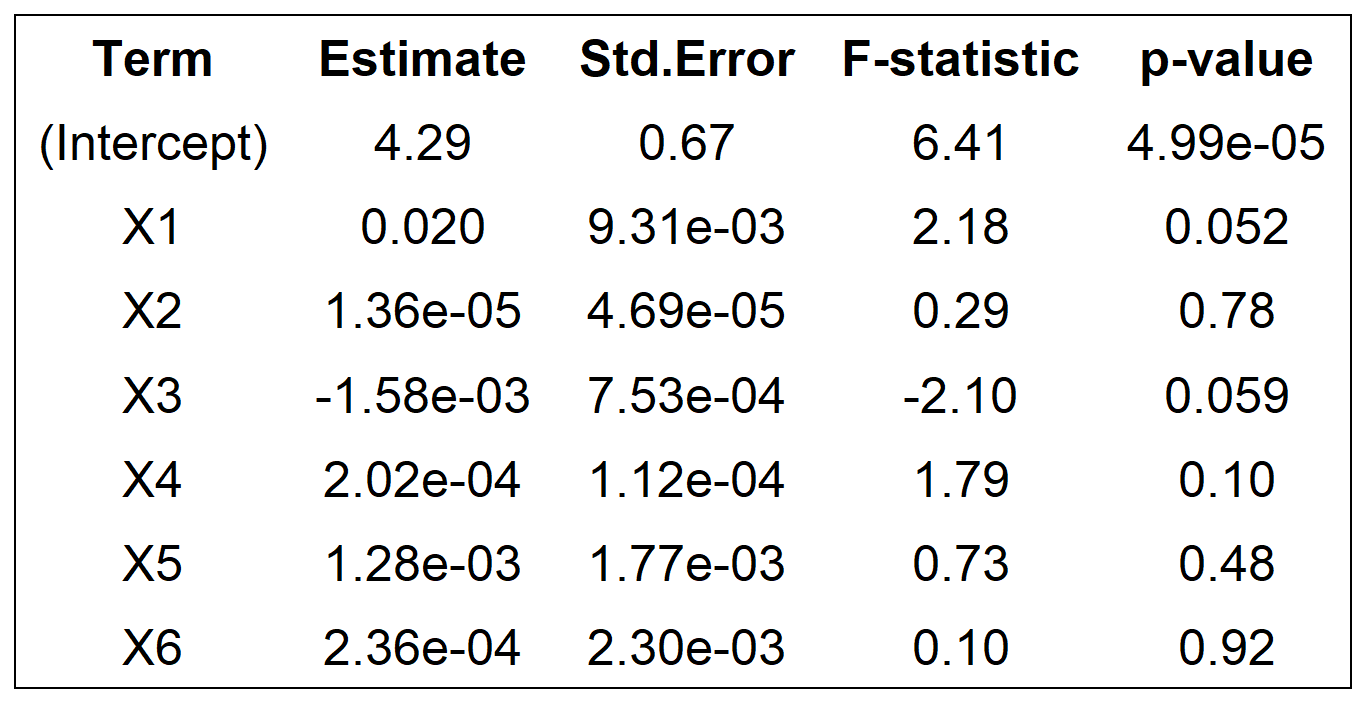 Term Estimate Std.Error F-statistic p-value
(Intercept) 4.29 0.67 6.41 4.99e-05
X1 0.020 9.31e-03 2.18 0.052
X2 1.36e-05 4.69e-05 0.29 0.78
X3 -1.58e-03 7.53e-04 -2.10 0.059
X4 2.02e-04 1.12e-04 1.79 0.10
X5 1.28e-03 1.77e-03 0.73 0.48
X6 2.36e-04 2.30e-03 0.10 0.92